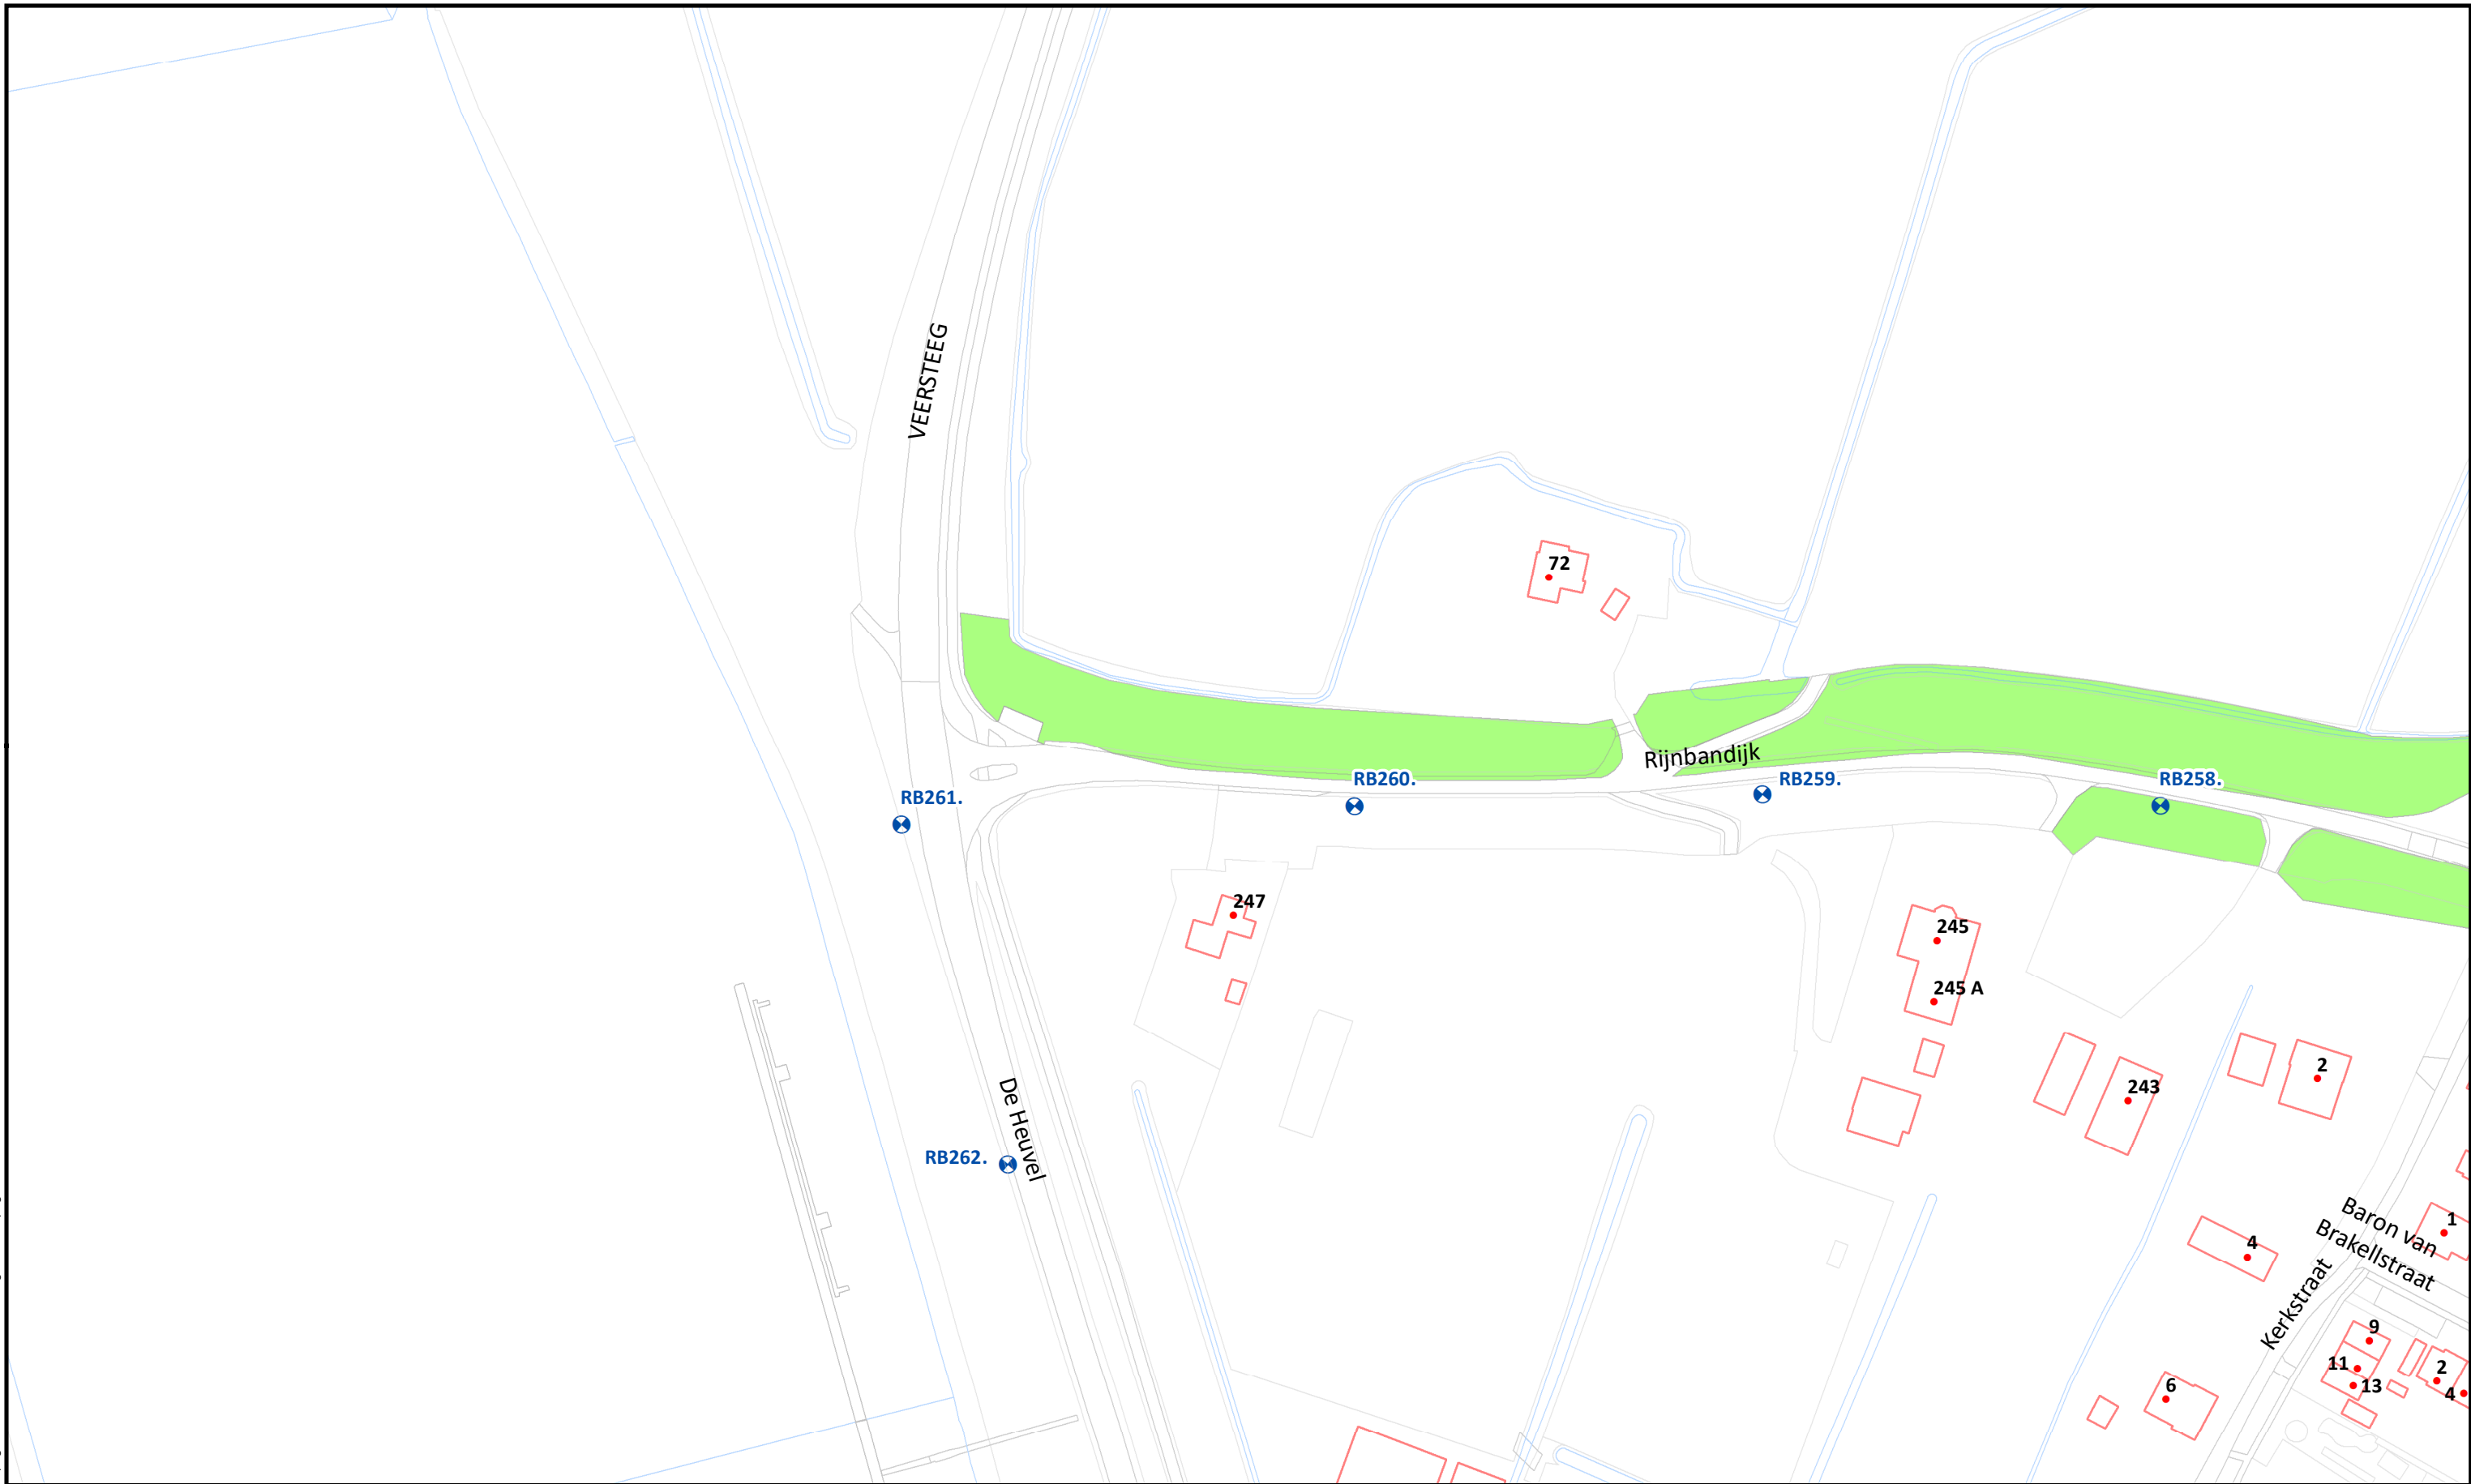 VEERSTEEG
72
Rijnbandijk
RB260.
RB259.
RB258.
RB261.
247
245
245 A
2
243
De Heuvel
RB262.
1
Baron van
Brakellstraat
4
Kerkstraat
9
11
13
2
4
6